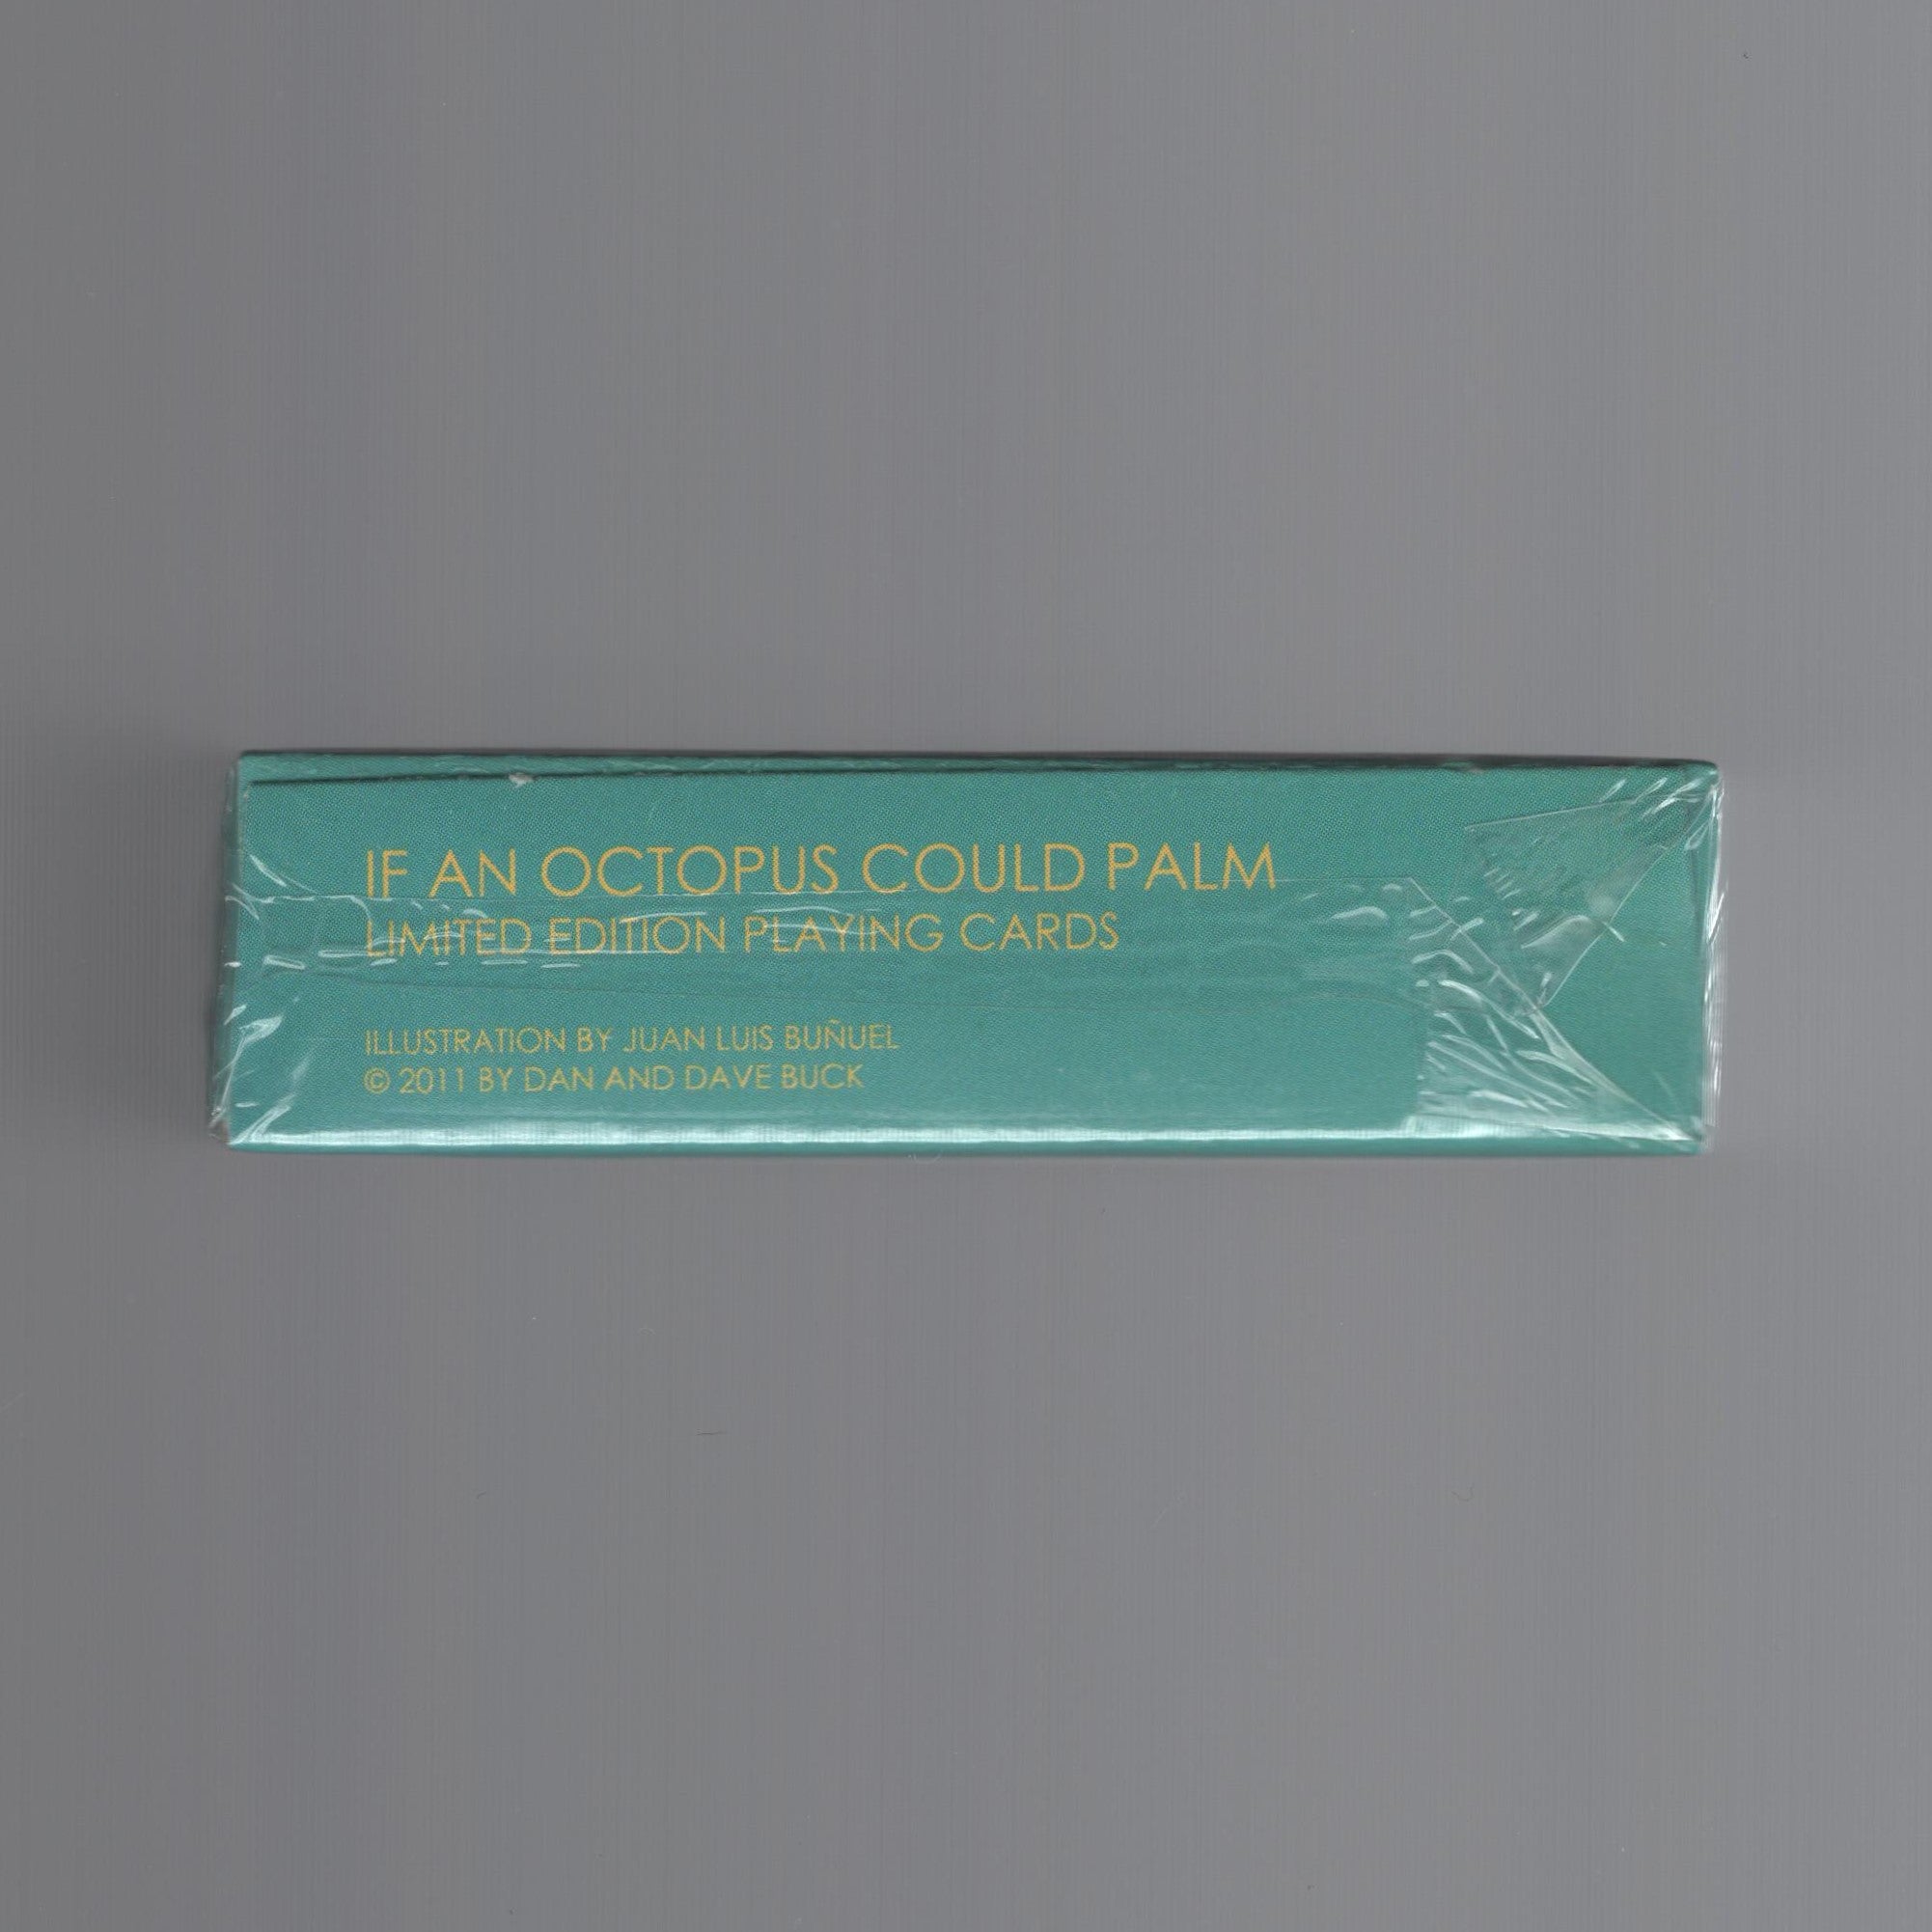 IF AN OCTOPUS COULD PALM
LIMITED EDITION PLAYING CARDS
ILLUSTRATION BY JUAN LUIS BUÑUEL
© 2011 BY DAN AND DAVE BUCK